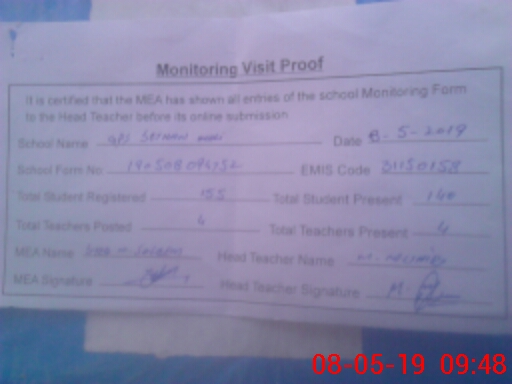 Monitoring Visit Proof
It is certified that the MEA has shown all entries of the school Monitoring Form
to the Head Teacher before its online submission
School Name GPS Date 8-5-2019
School Form No EMIS Code 31150158
Total Student Registered 155 Total Student Present 140
Total Teachers Posted 4 Total Teachers Present 4
MEA Name Head Teacher Name M.
MEA Signature Head Teacher Signature M.
08-05-19 09:48